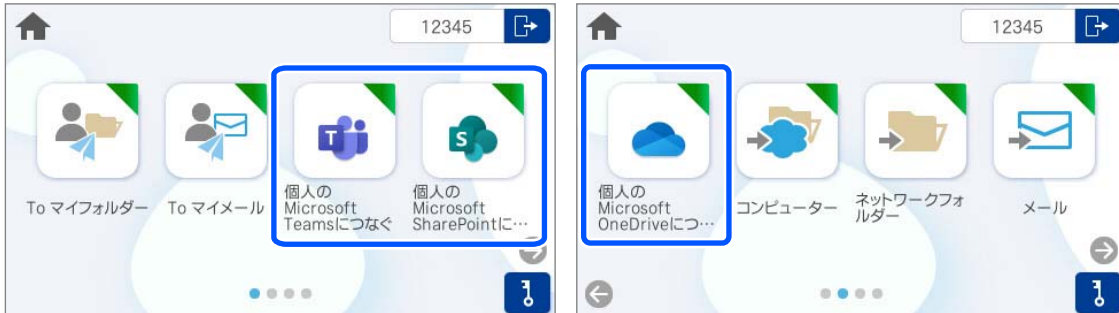 12345
To マイフォルダー
To マイメール
T
個人の
Microsoft
Teamsにつなぐ
S
個人の
Microsoft
SharePointに…
12345
個人の
Microsoft
OneDriveにつ…
コンピューター
ネットワークフォ
ルダー
メール